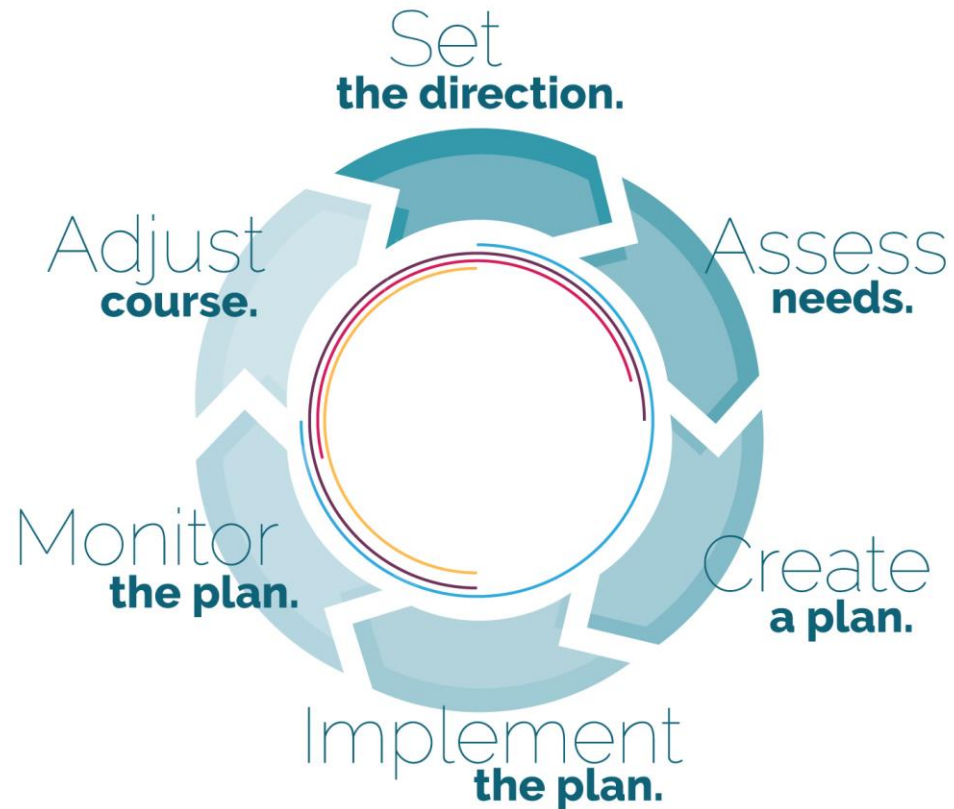 Set
the direction.
Assess
needs.
Create
a plan.
Implement
the plan.
Monitor
the plan.
Adjust
course.